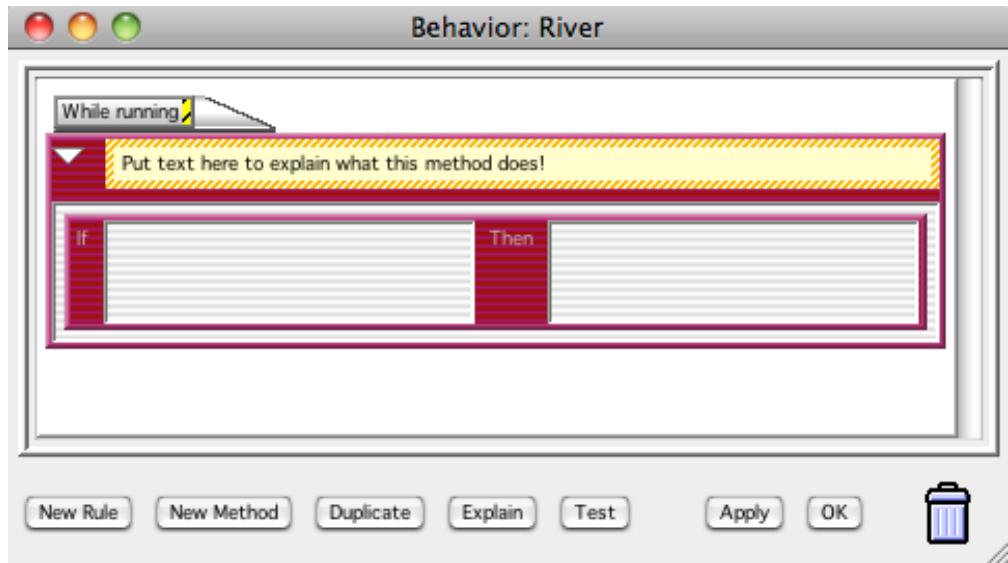 Behavior: River
While running
Put text here to explain what this method does!
If Then
New Rule New Method Duplicate Explain Test Apply OK